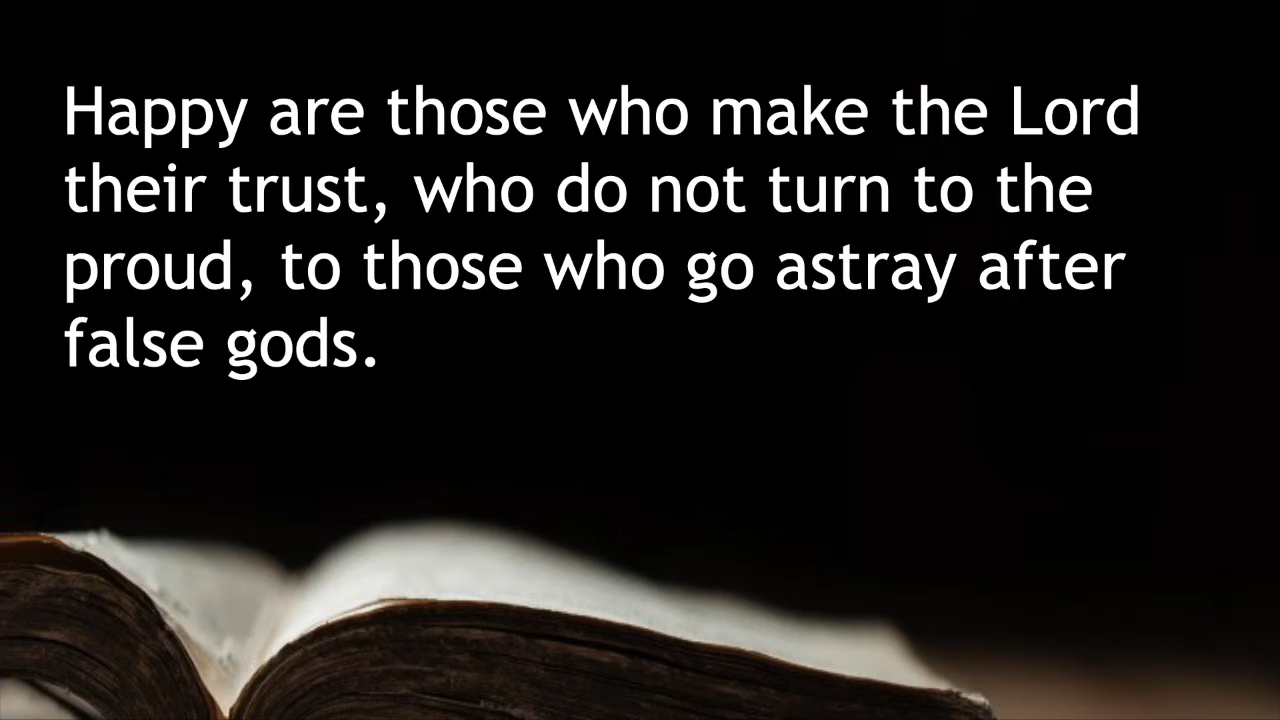 Happy are those who make the Lord
their trust, who do not turn to the
proud, to those who go astray after
false gods.